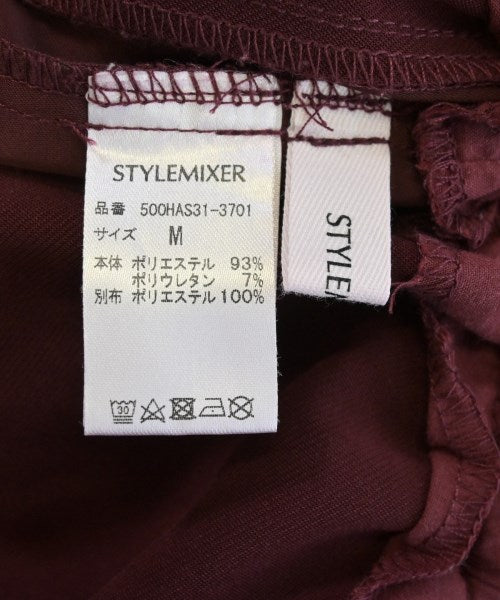 STYLEMIXER
品番 500HAS31-3701
サイズ M
本体 ポリエステル 93%
ポリウレタン 7%
別布 ポリエステル 100%
30
STYLEM